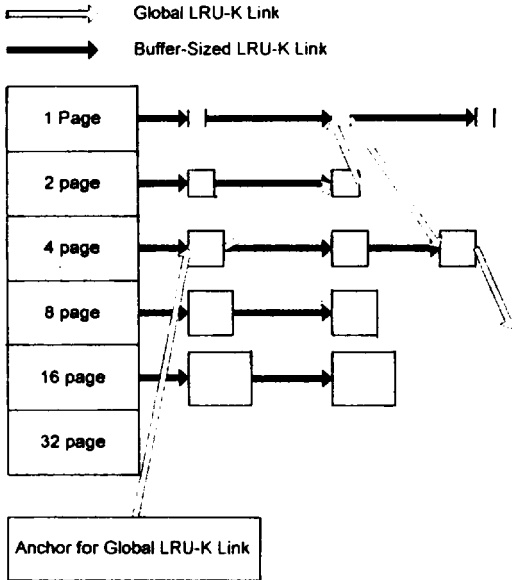 Global LRU-K Link
Buffer-Sized LRU-K Link
1 Page
2 page
4 page
8 page
16 page
32 page
Anchor for Global LRU-K Link